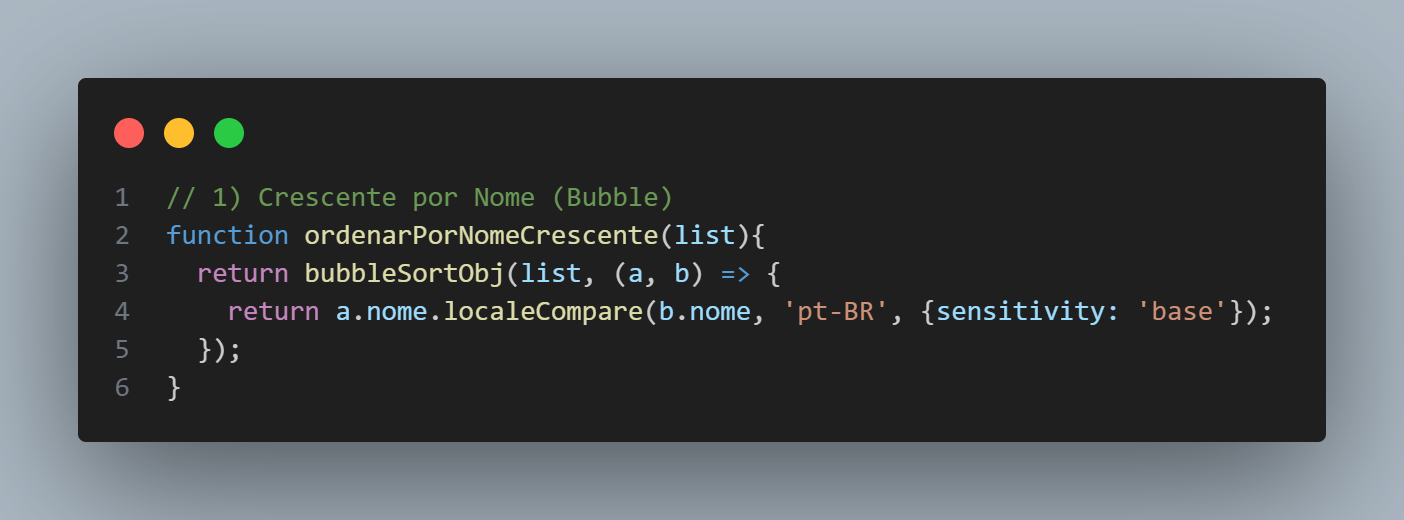 1 // 1) Crescente por Nome (Bubble)
2 function ordenarPorNomeCrescente(list){
3   return bubbleSortObj(list, (a, b) => {
4     return a.nome.localeCompare(b.nome, 'pt-BR', {sensitivity: 'base'});
5   });
6 }